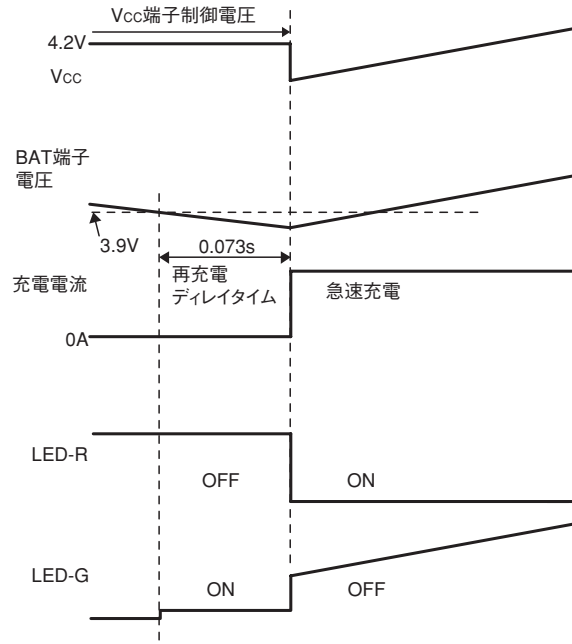 Vcc端子制御電圧
4.2V
Vcc
BAT端子
電圧
3.9V
0.073s
再充電
ディレイタイム
充電電流
急速充電
0A
LED-R
OFF
ON
LED-G
ON
OFF